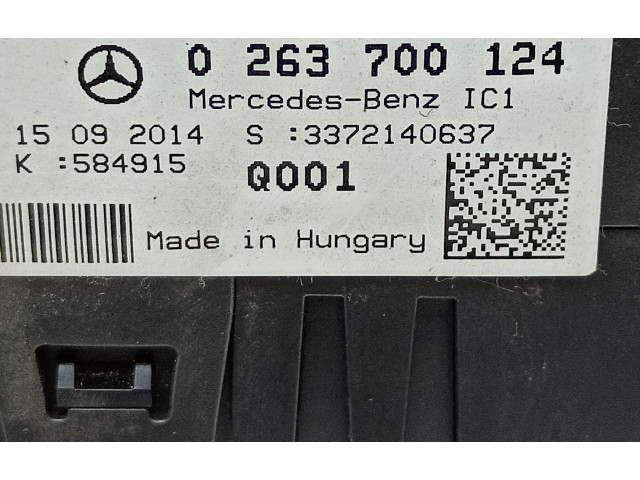 0 263 700 124
Mercedes-Benz IC1
15 09 2014 S :3372140637
K :584915 Q001
Made in Hungary